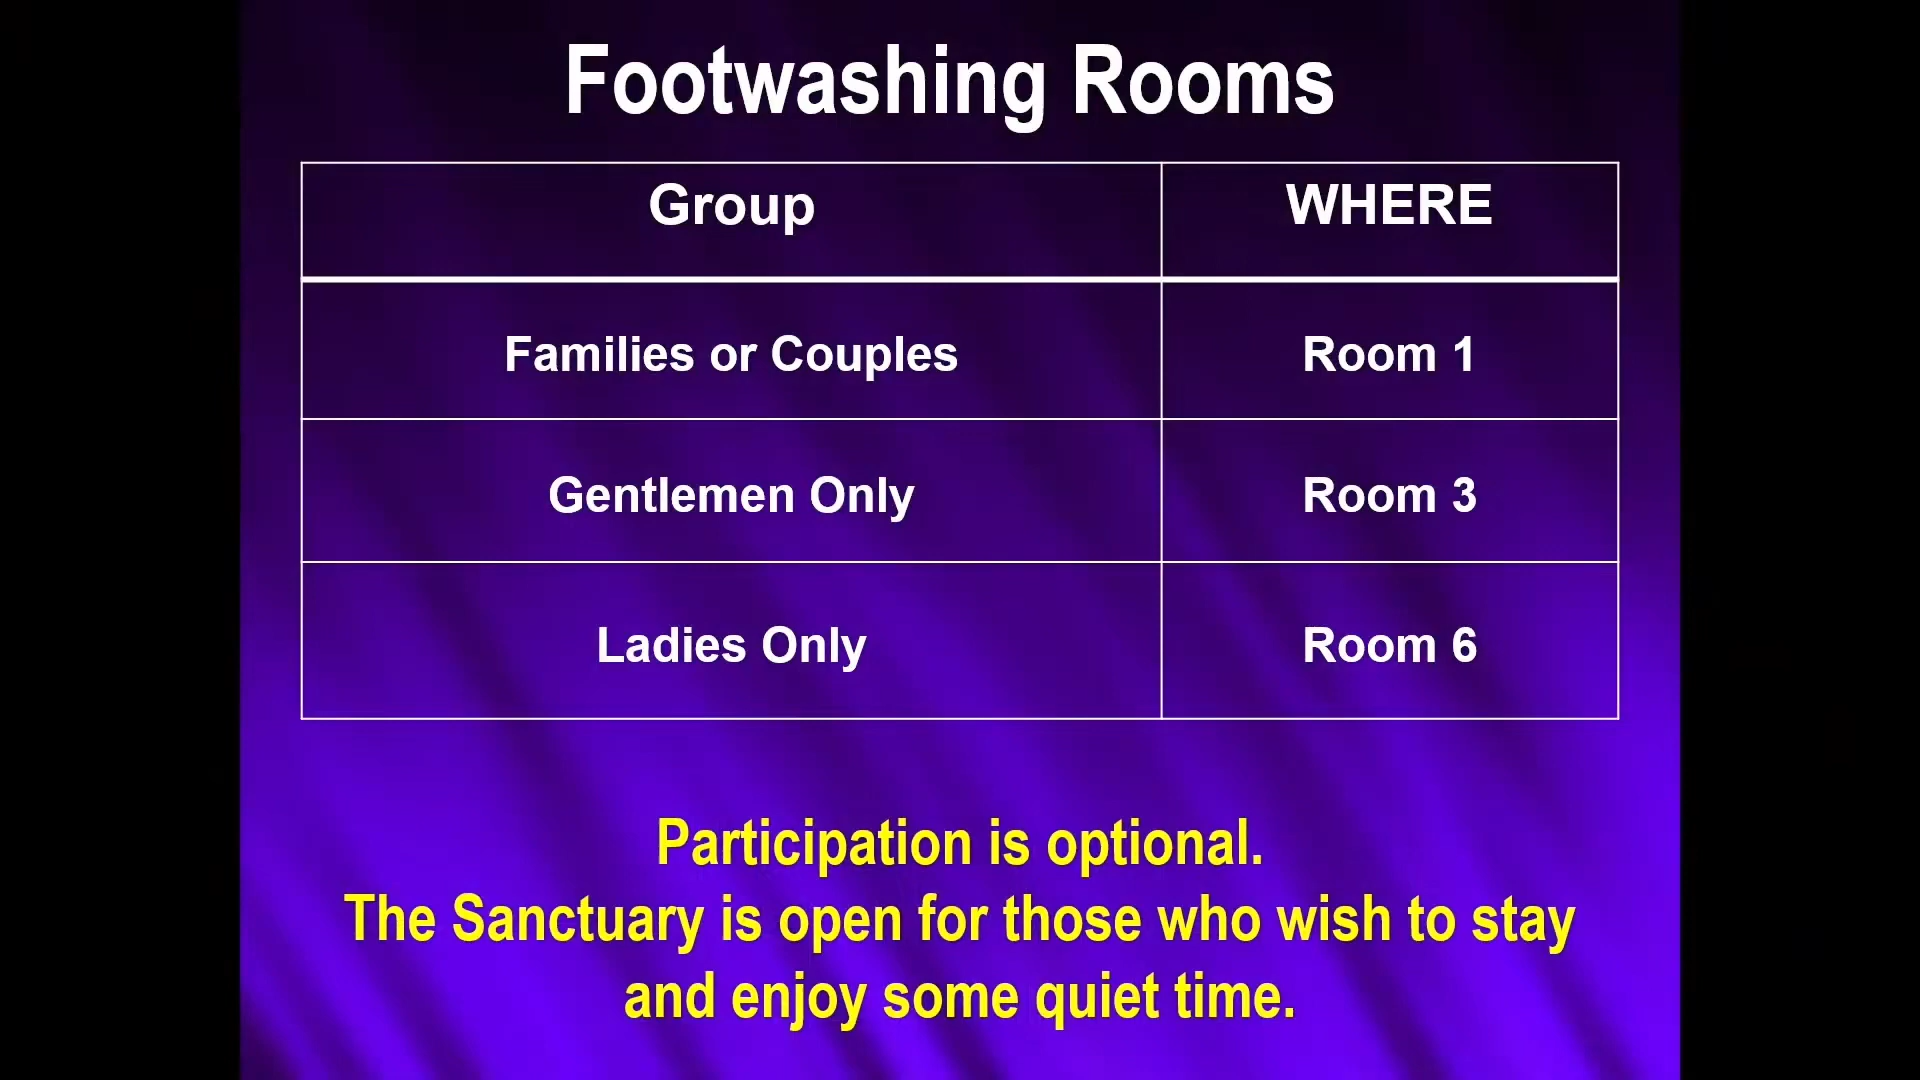 Footwashing Rooms
Group WHERE
Families or Couples Room 1
Gentlemen Only Room 3
Ladies Only Room 6
Participation is optional.
The Sanctuary is open for those who wish to stay
and enjoy some quiet time.